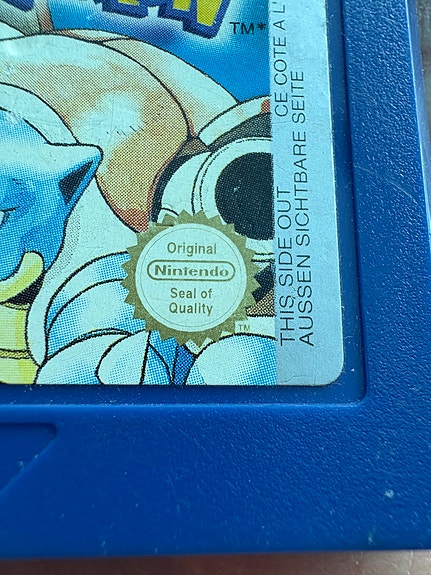 TM*
Original
Nintendo
Seal of
Quality
TM
THIS SIDE OUT CE COTE A L'
AUSSEN SICHTBARE SEITE